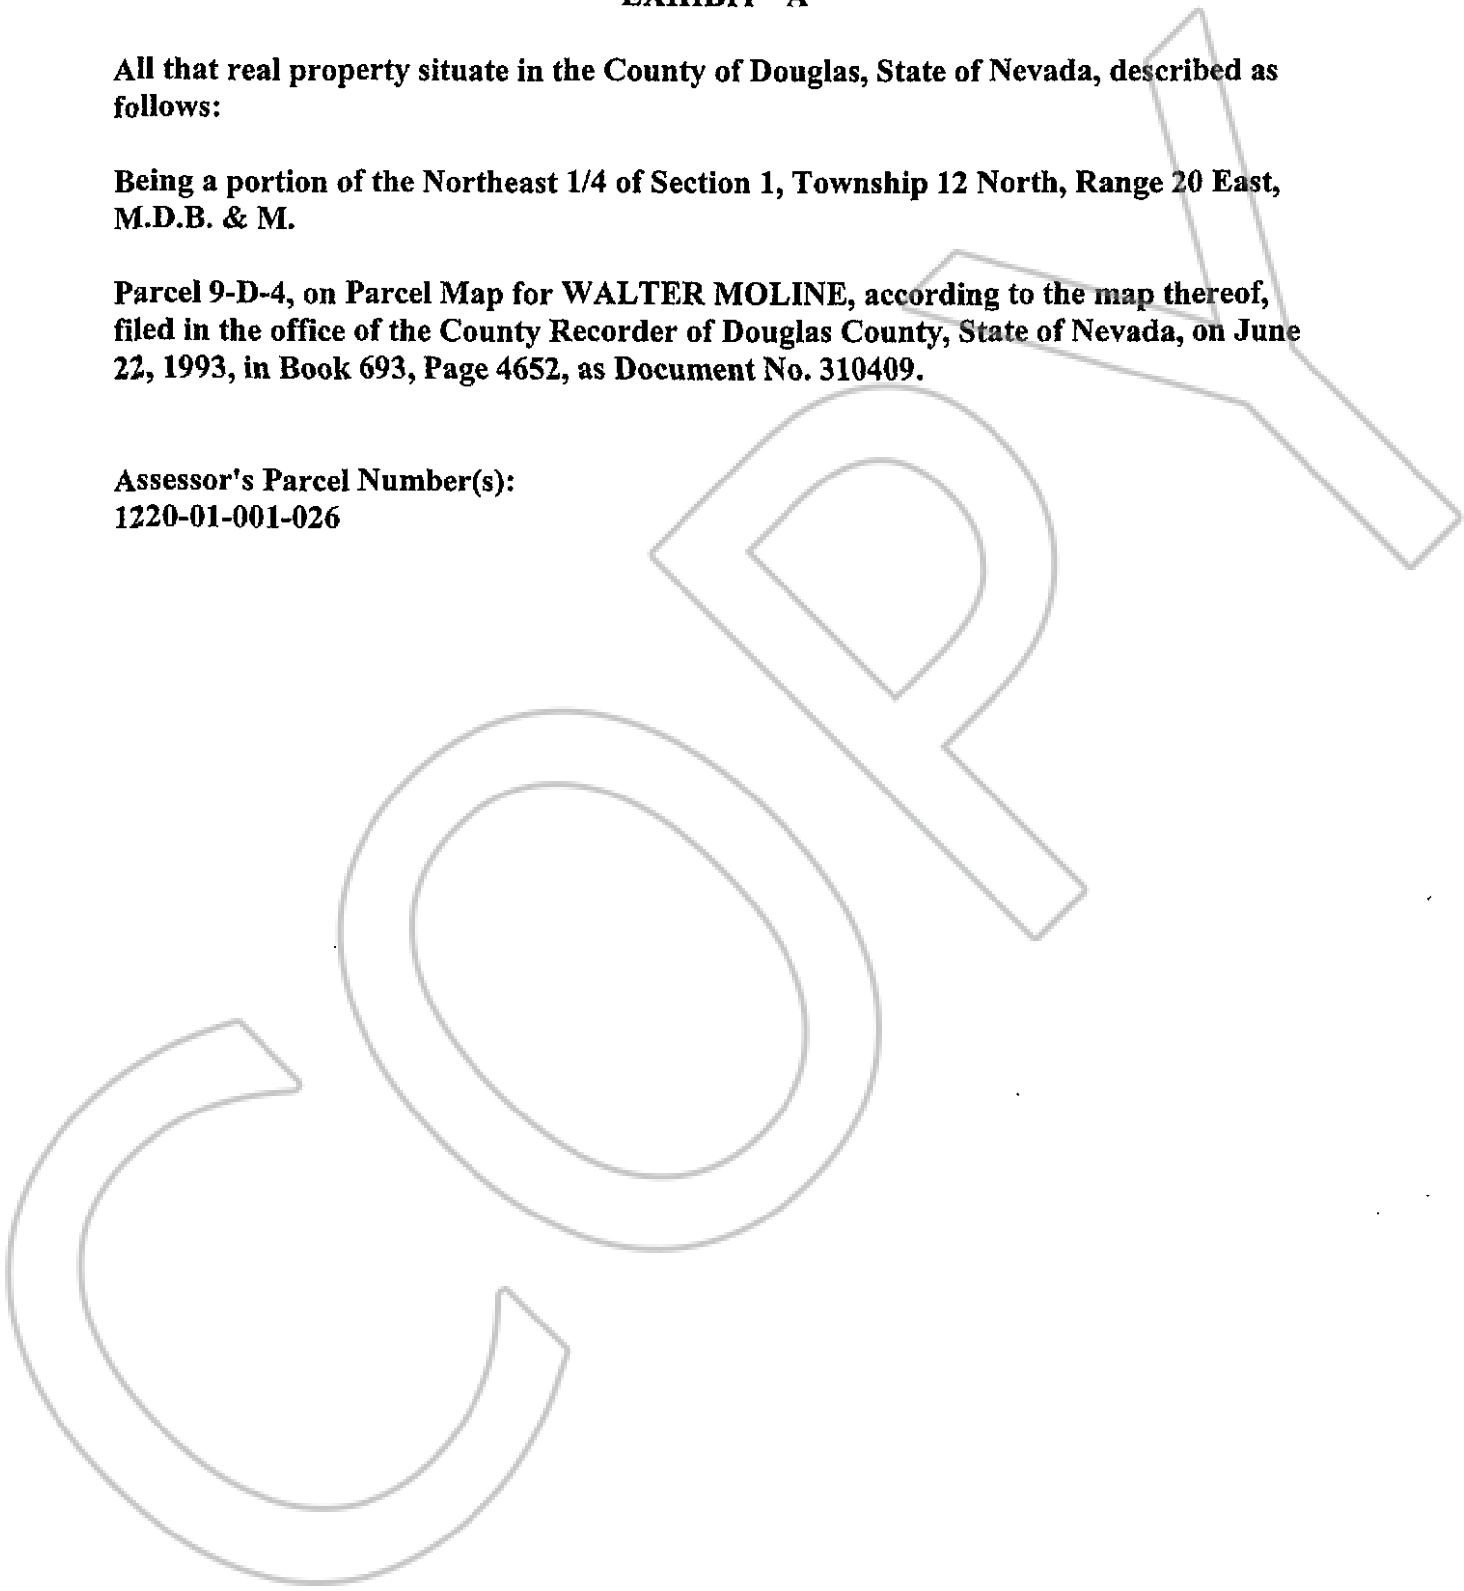 EXHIBIT "A"
All that real property situate in the County of Douglas, State of Nevada, described as
follows:
Being a portion of the Northeast 1/4 of Section 1, Township 12 North, Range 20 East,
M.D.B. & M.
Parcel 9-D-4, on Parcel Map for WALTER MOLINE, according to the map thereof,
filed in the office of the County Recorder of Douglas County, State of Nevada, on June
22, 1993, in Book 693, Page 4652, as Document No. 310409.
Assessor's Parcel Number(s):
1220-01-001-026
COPY